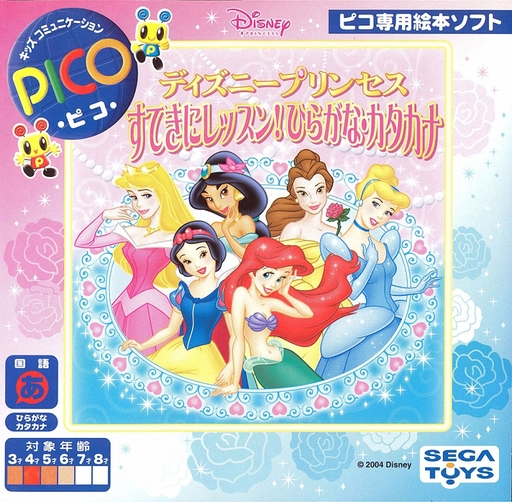 キッズ コミュニケーション
PICO
・ピコ・
Disney
PRINCESS
ピコ専用絵本ソフト
ディズニープリンセス
すてきにレッスン!ひらがな・カタカナ
国語
あ
ひらがな
カタカナ
対象年齢
3才 4才 5才 6才 7才 8才
© 2004 Disney
SEGA
TOYS
P
P